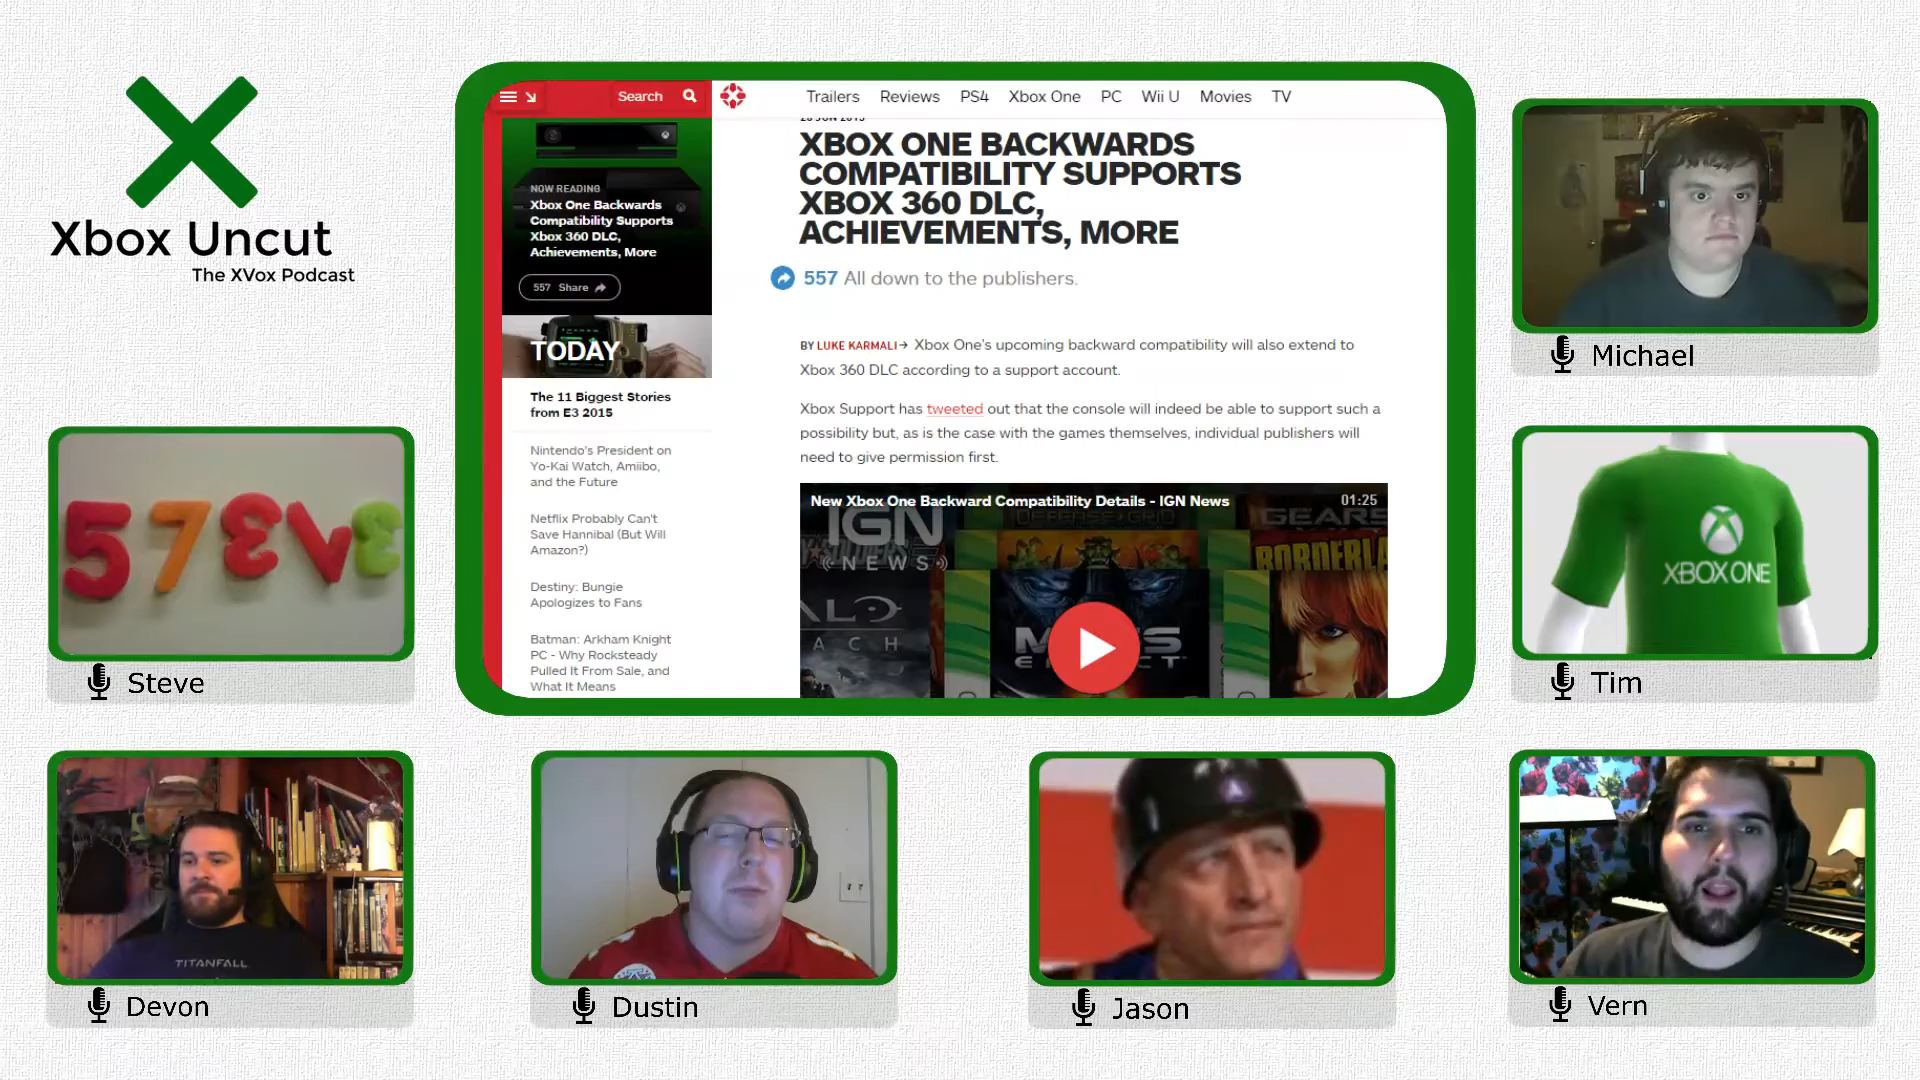 Xbox Uncut
The XVox Podcast
Search
Trailers Reviews PS4 Xbox One PC Wii U Movies TV
NOW READING
Xbox One Backwards
Compatibility Supports
Xbox 360 DLC,
Achievements, More
557 Share
TODAY
The 11 Biggest Stories
from E3 2015
Nintendo's President on
Yo-Kai Watch, Amiibo,
and the Future
Netflix Probably Can't
Save Hannibal (But Will
Amazon?)
Destiny: Bungie
Apologizes to Fans
Batman: Arkham Knight
PC - Why Rocksteady
Pulled It From Sale, and
What It Means
XBOX ONE BACKWARDS
COMPATIBILITY SUPPORTS
XBOX 360 DLC,
ACHIEVEMENTS, MORE
557 All down to the publishers.
BY LUKE KARMALI → Xbox One's upcoming backward compatibility will also extend to
Xbox 360 DLC according to a support account.
Xbox Support has tweeted out that the console will indeed be able to support such a
possibility but, as is the case with the games themselves, individual publishers will
need to give permission first.
New Xbox One Backward Compatibility Details - IGN News 01:25
IGN
NEWS
DEFENSE GRID
GEARS
BORDERLA
ALO
ACH
Michael
57EVE
Steve
XBOX ONE
Tim
TITANFALL
Devon
Dustin
A
Jason
Vern